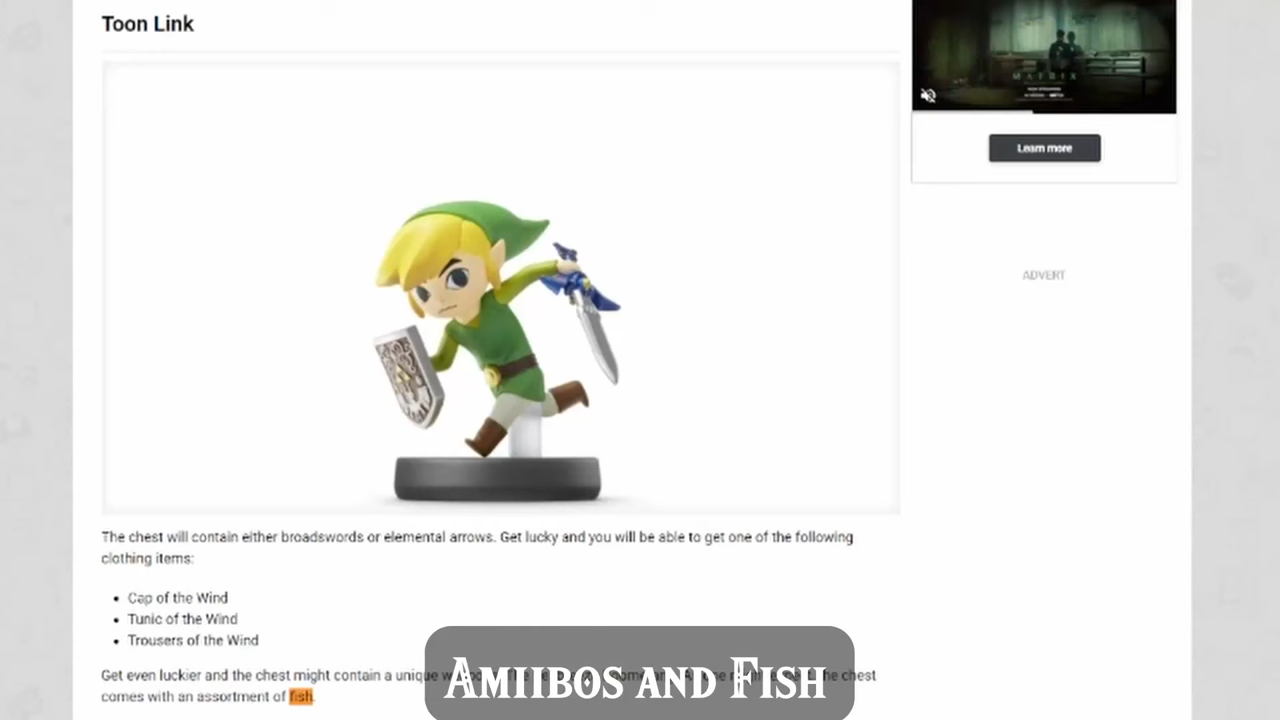 Toon Link
MATRIX
Learn more
ADVERT
The chest will contain either broadswords or elemental arrows. Get lucky and you will be able to get one of the following
clothing items:
• Cap of the Wind
• Tunic of the Wind
• Trousers of the Wind
Get even luckier and the chest might contain a unique the chest
comes with an assortment of fish.
Amiibos and Fish